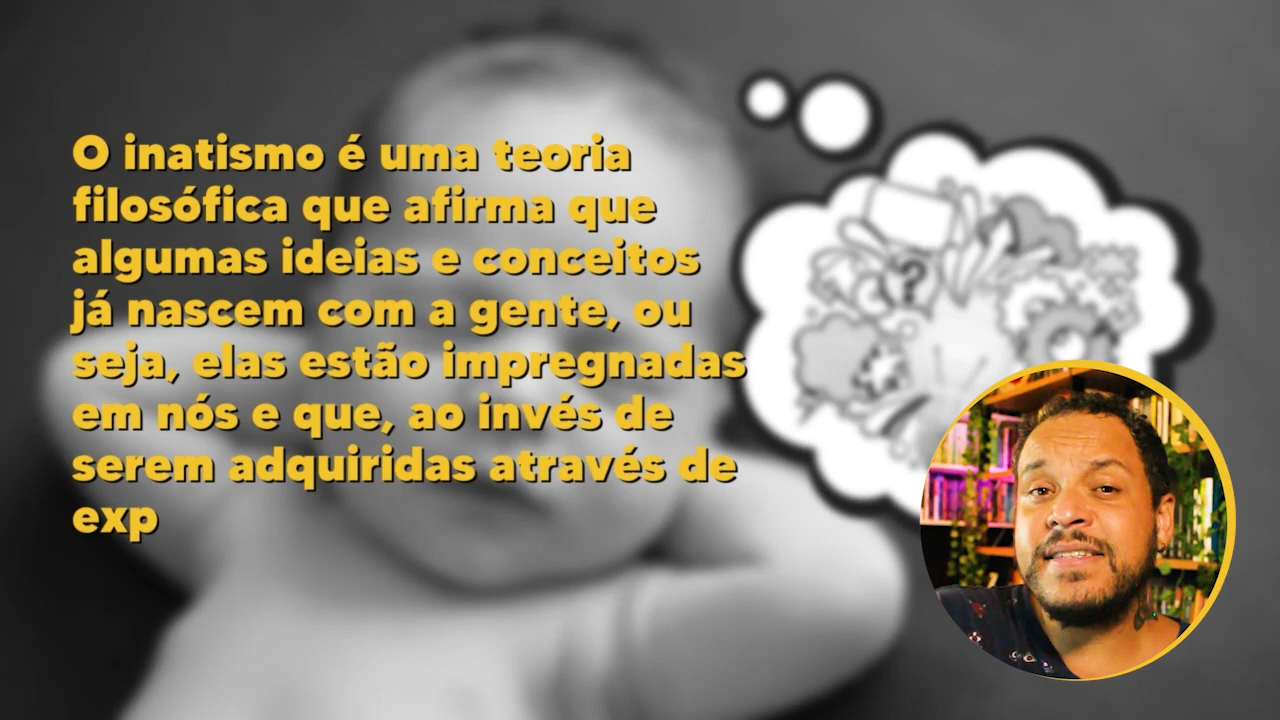 O inatismo é uma teoria
filosófica que afirma que
algumas ideias e conceitos
já nascem com a gente, ou
seja, elas estão impregnadas
em nós e que, ao invés de
serem adquiridas através de
exp
?